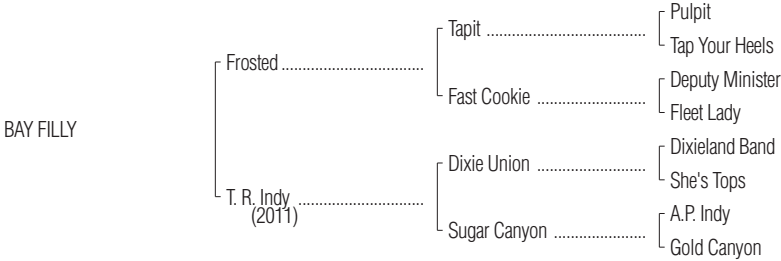 Pulpit
Tapit ................................
Tap Your Heels
Frosted .............................
Deputy Minister
Fast Cookie ......................
Fleet Lady
BAY FILLY
Dixieland Band
Dixie Union ......................
She's Tops
T. R. Indy .........................
(2011)
A.P. Indy
Sugar Canyon ..................
Gold Canyon